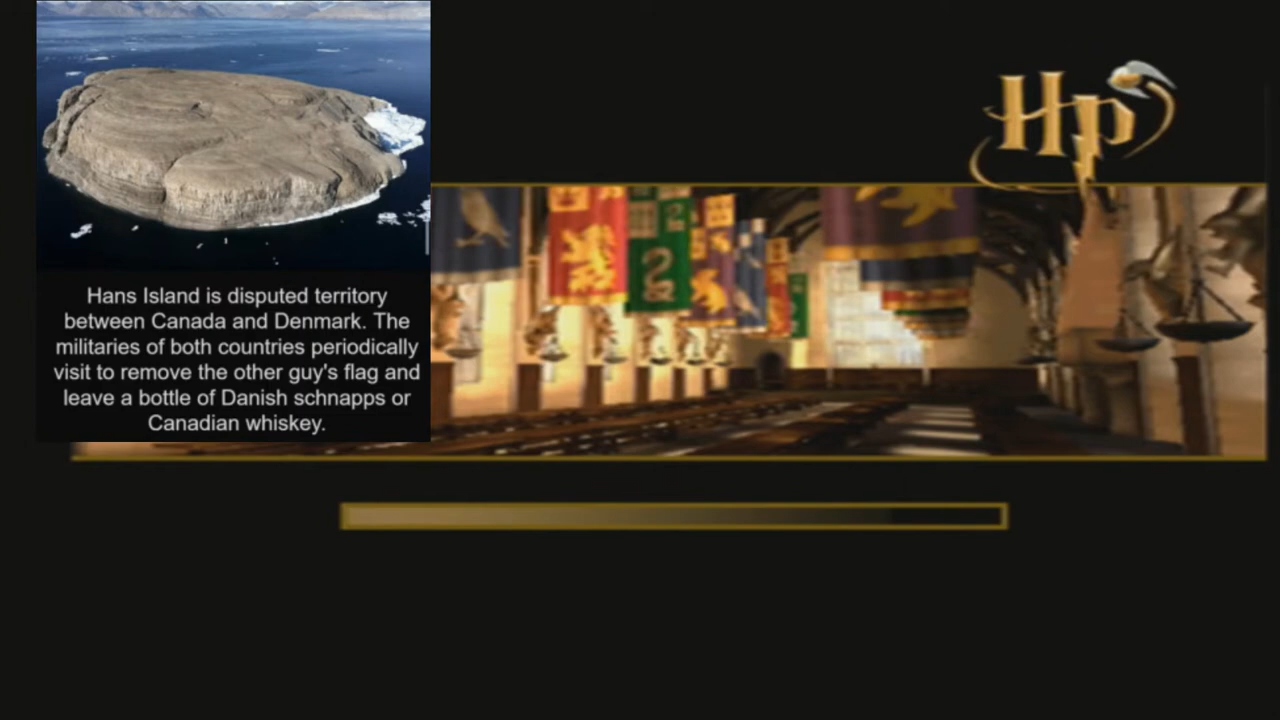 HP
Hans Island is disputed territory
between Canada and Denmark. The
militaries of both countries periodically
visit to remove the other guy's flag and
leave a bottle of Danish schnapps or
Canadian whiskey.